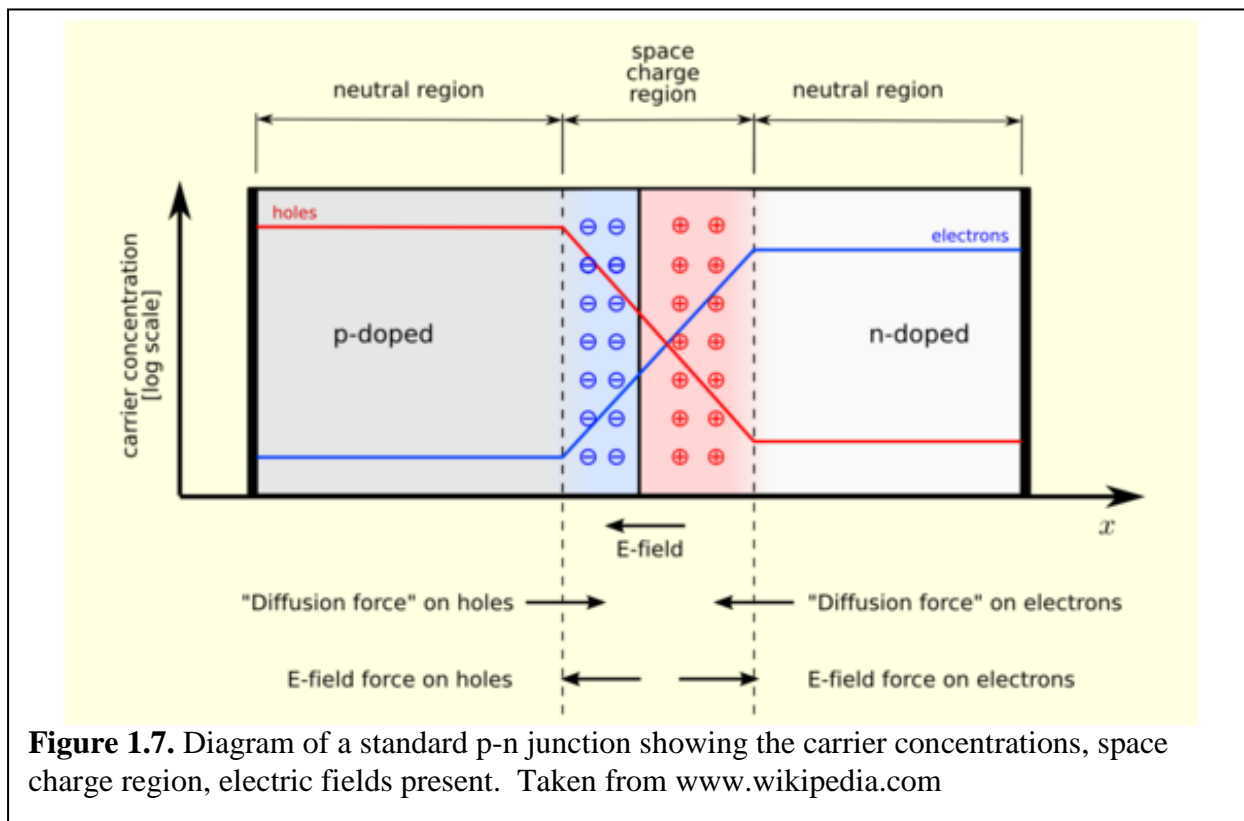 space
charge
region
neutral region
neutral region
holes
electrons
carrier concentration
[log scale]
p-doped
n-doped
x
E-field
"Diffusion force" on holes
"Diffusion force" on electrons
E-field force on holes
E-field force on electrons
Figure 1.7. Diagram of a standard p-n junction showing the carrier concentrations, space
charge region, electric fields present.  Taken from www.wikipedia.com